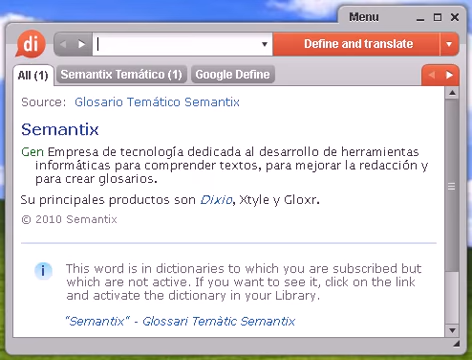 Menu
di
Define and translate
All (1)
Semantix Temático (1)
Google Define
Source: Glosario Temático Semantix
Semantix
Gen Empresa de tecnología dedicada al desarrollo de herramientas
informáticas para comprender textos, para mejorar la redacción y
para crear glosarios.
Su principales productos son Dixio, Xtyle y Gloxr.
© 2010 Semantix
i
This word is in dictionaries to which you are subscribed but
which are not active. If you want to see it, click on the link
and activate the dictionary in your Library.
"Semantix" - Glossari Temàtic Semantix